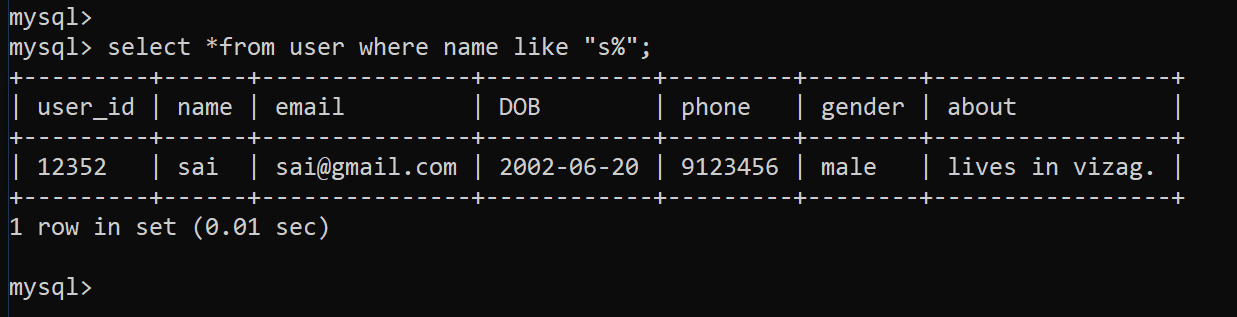 mysql>
mysql> select *from user where name like "s%";
+---------+------+---------------+------------+---------+--------+-----------------+
| user_id | name | email         | DOB        | phone   | gender | about           |
+---------+------+---------------+------------+---------+--------+-----------------+
| 12352   | sai  | sai@gmail.com | 2002-06-20 | 9123456 | male   | lives in vizag. |
+---------+------+---------------+------------+---------+--------+-----------------+
1 row in set (0.01 sec)
mysql>